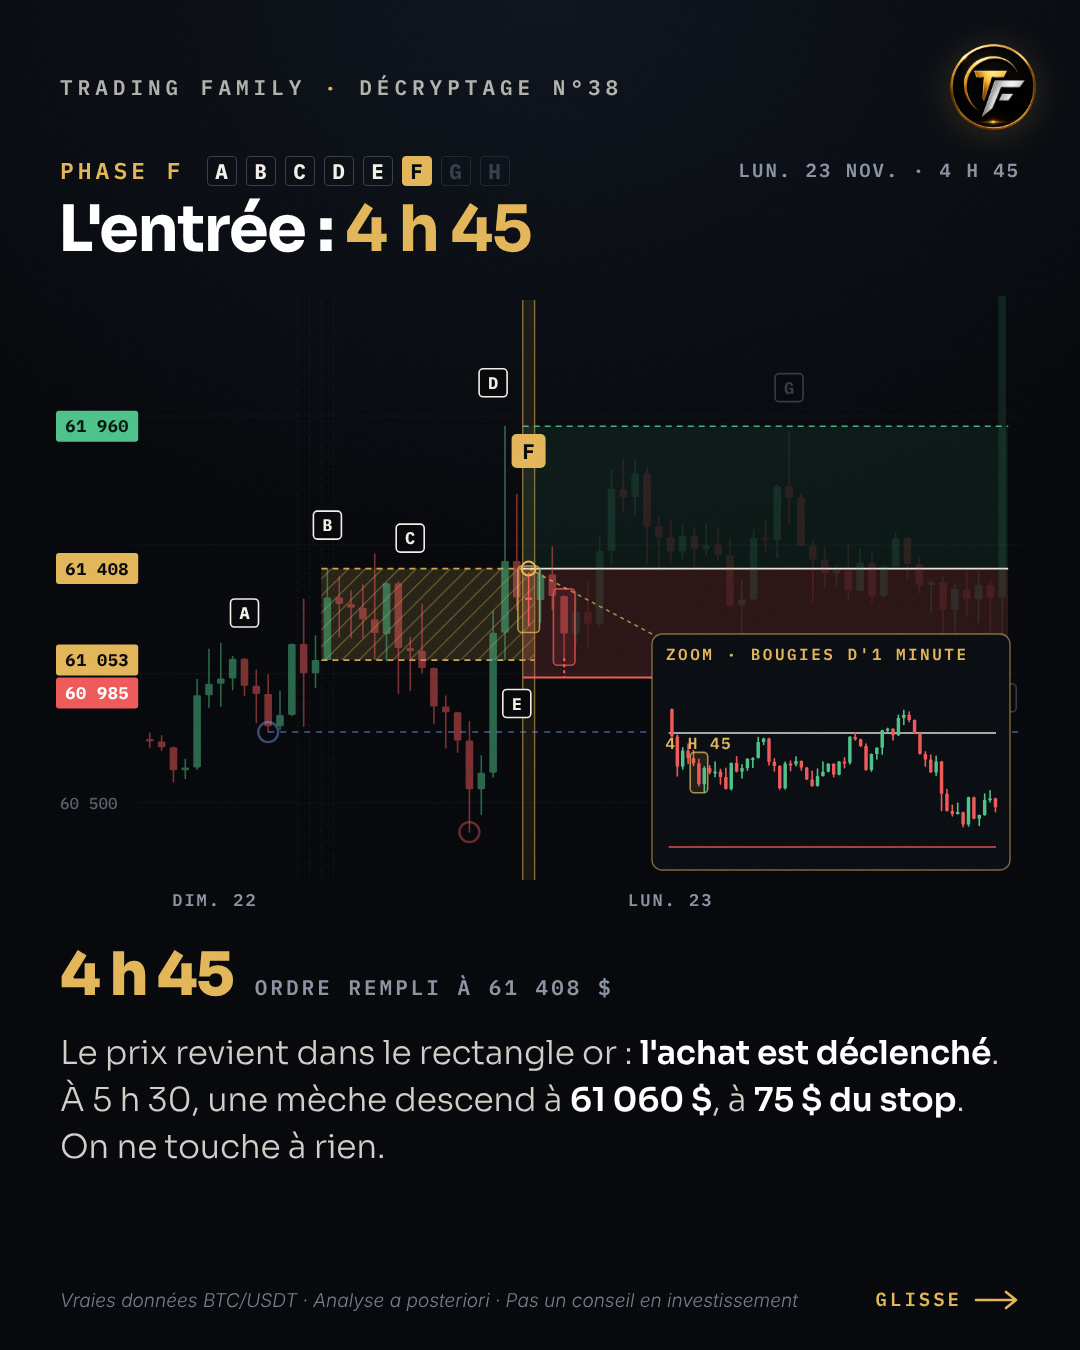 TRADING FAMILY · DÉCRYPTAGE N°38
TF
PHASE F A B C D E F G H
LUN. 23 NOV. · 4 H 45
L'entrée : 4 h 45
D
G
61 960
F
B
C
61 408
A
61 053
ZOOM · BOUGIES D'1 MINUTE
60 985
E
4 H 45
60 500
DIM. 22
LUN. 23
4 h 45 ORDRE REMPLI À 61 408 $
Le prix revient dans le rectangle or : l'achat est déclenché.
À 5 h 30, une mèche descend à 61 060 $, à 75 $ du stop.
On ne touche à rien.
Vraies données BTC/USDT · Analyse a posteriori · Pas un conseil en investissement
GLISSE